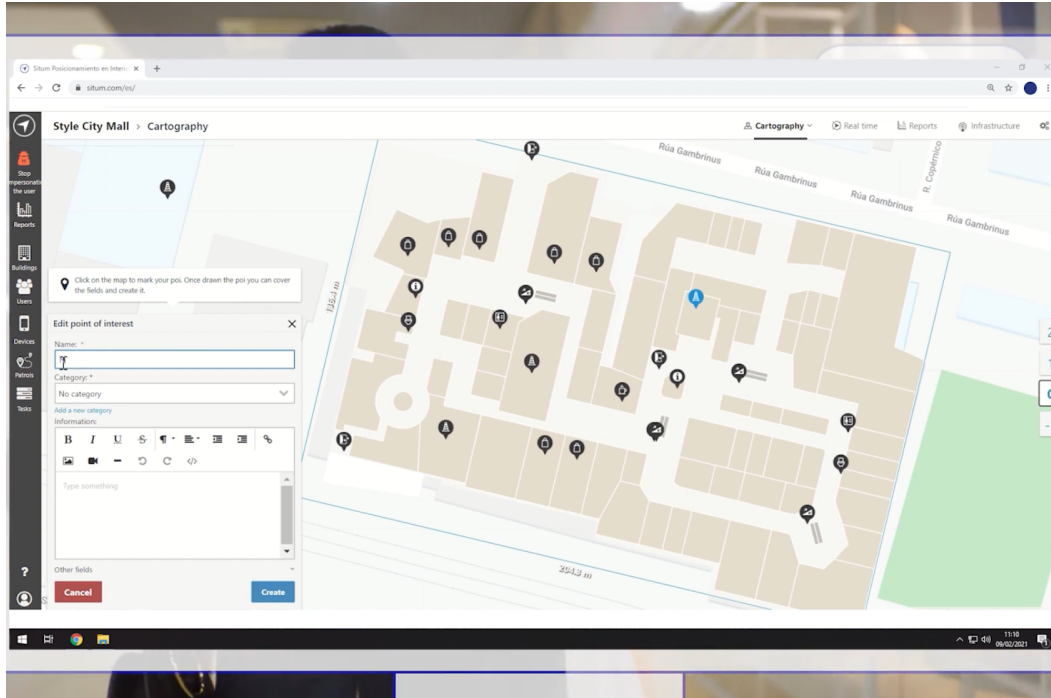 Situm Posicionamiento en Interi
situm.com/es/
Style City Mall > Cartography
Cartography
Real time
Reports
Infrastructure
Stop
the user
Reports
Buildings
Users
Devices
Patrols
Tasks
Rúa Gambrinus
Rúa Gambrinus
Rúa Gambrinus
Rúa Gambrinus
R. Copérnico
Click on the map to mark your poi. Once drawn the poi you can cover
the fields and create it.
Edit point of interest
Name: *
Category: *
No category
Add a new category
Information:
B I U S
Type something
Other fields
Cancel
Create
204.3 m
?
11:10
09/02/2021